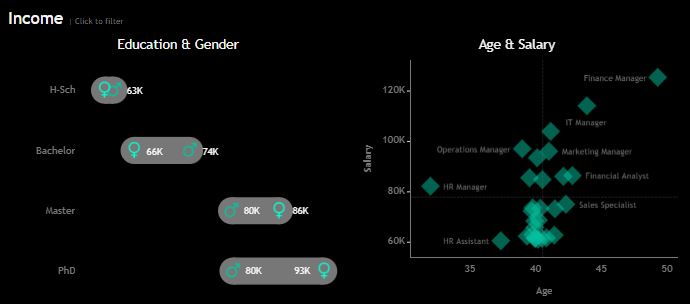 Income | Click to filter
Education & Gender
H-Sch ♀ ♂ 63K
Bachelor ♀ 66K ♂ 74K
Master ♂ 80K ♀ 86K
PhD ♂ 80K 93K ♀
Age & Salary
Salary
120K
100K
80K
60K
Finance Manager
IT Manager
Operations Manager
Marketing Manager
Financial Analyst
HR Manager
Sales Specialist
HR Assistant
35 40 45 50
Age